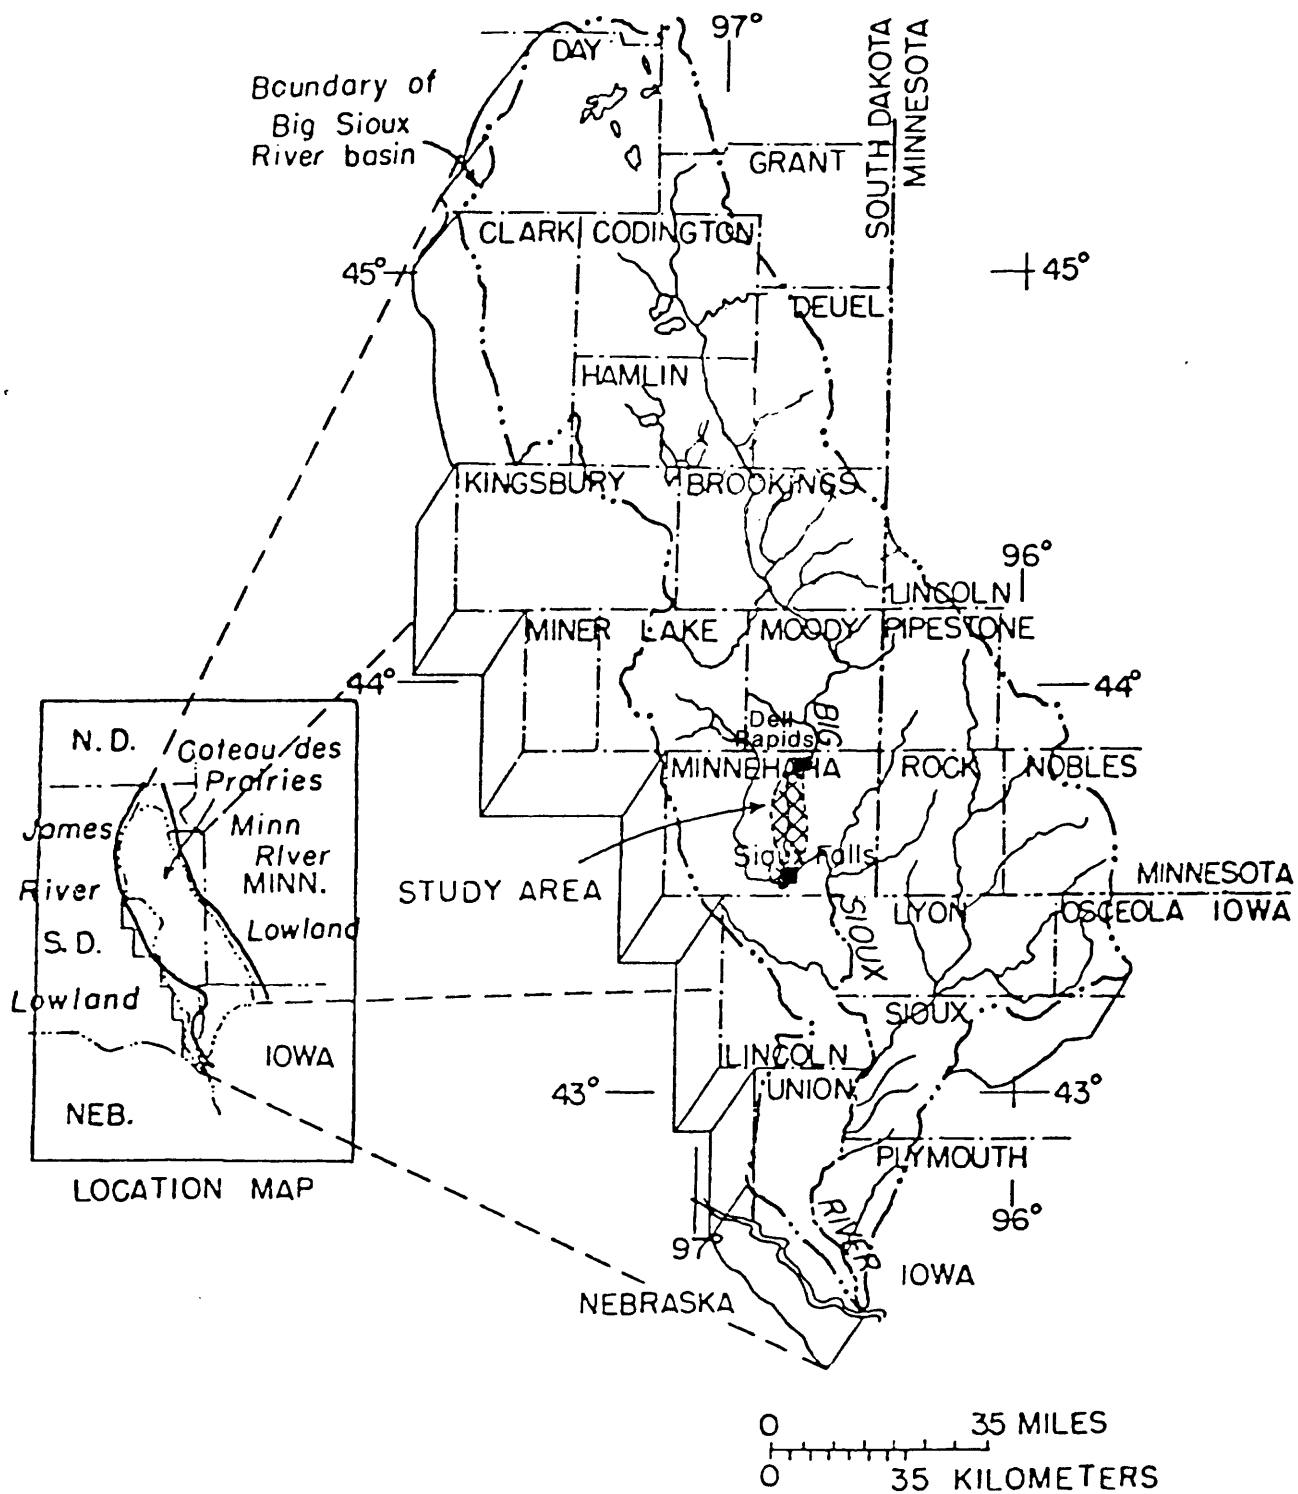 97°
DAY
SOUTH DAKOTA
MINNESOTA
Boundary of
Big Sioux
River basin
GRANT
CLARK
CODINGTON
45°
45°
DEUEL
HAMLIN
KINGSBURY
BROOKINGS
96°
LINCOLN
MINER
LAKE
MOODY
PIPESTONE
44°
44°
BIG
Dell
Rapids
MINNEHAHA
ROCK
NOBLES
Sioux Falls
STUDY AREA
MINNESOTA
LYON
OSCEOLA
IOWA
SIOUX
SIOUX
LINCOLN
UNION
43°
43°
PLYMOUTH
RIVER
96°
97°
IOWA
NEBRASKA
N.D.
Coteau des
Prairies
James
Minn
River
MINN.
River
Lowland
S.D.
Lowland
IOWA
NEB.
LOCATION MAP
0 35 MILES
0 35 KILOMETERS